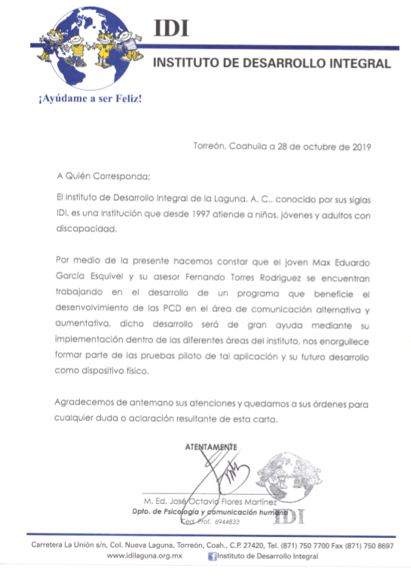 IDI
INSTITUTO DE DESARROLLO INTEGRAL
¡Ayúdame a ser Feliz!
Torreón, Coahuila a 28 de octubre de 2019
A Quién Corresponda:
El Instituto de Desarrollo Integral de la Laguna, A. C., conocido por sus siglas
IDI, es una institución que desde 1997 atiende a niños, jóvenes y adultos con
discapacidad.
Por medio de la presente hacemos constar que el joven Max Eduardo
García Esquivel y su asesor Fernando Torres Rodríguez se encuentran
trabajando en el desarrollo de un programa que beneficie el
desenvolvimiento de las PCD en el área de comunicación alternativa y
aumentativa, dicho desarrollo será de gran ayuda mediante su
implementación dentro de las diferentes áreas del instituto, nos enorgullece
formar parte de las pruebas piloto de tal aplicación y su futuro desarrollo
como dispositivo físico.
Agradecemos de antemano sus atenciones y quedamos a sus órdenes para
cualquier duda o aclaración resultante de esta carta.
ATENTAMENTE
M. Ed. José Octavio Flores Martínez
Dpto. de Psicología y comunicación humana
Ced. Prof. 6944833
IDI
Carretera La Unión s/n, Col. Nueva Laguna, Torreón, Coah., C.P. 27420, Tel. (871) 750 7700 Fax (871) 750 8697
www.idilaguna.org.mx
Instituto de Desarrollo Integral